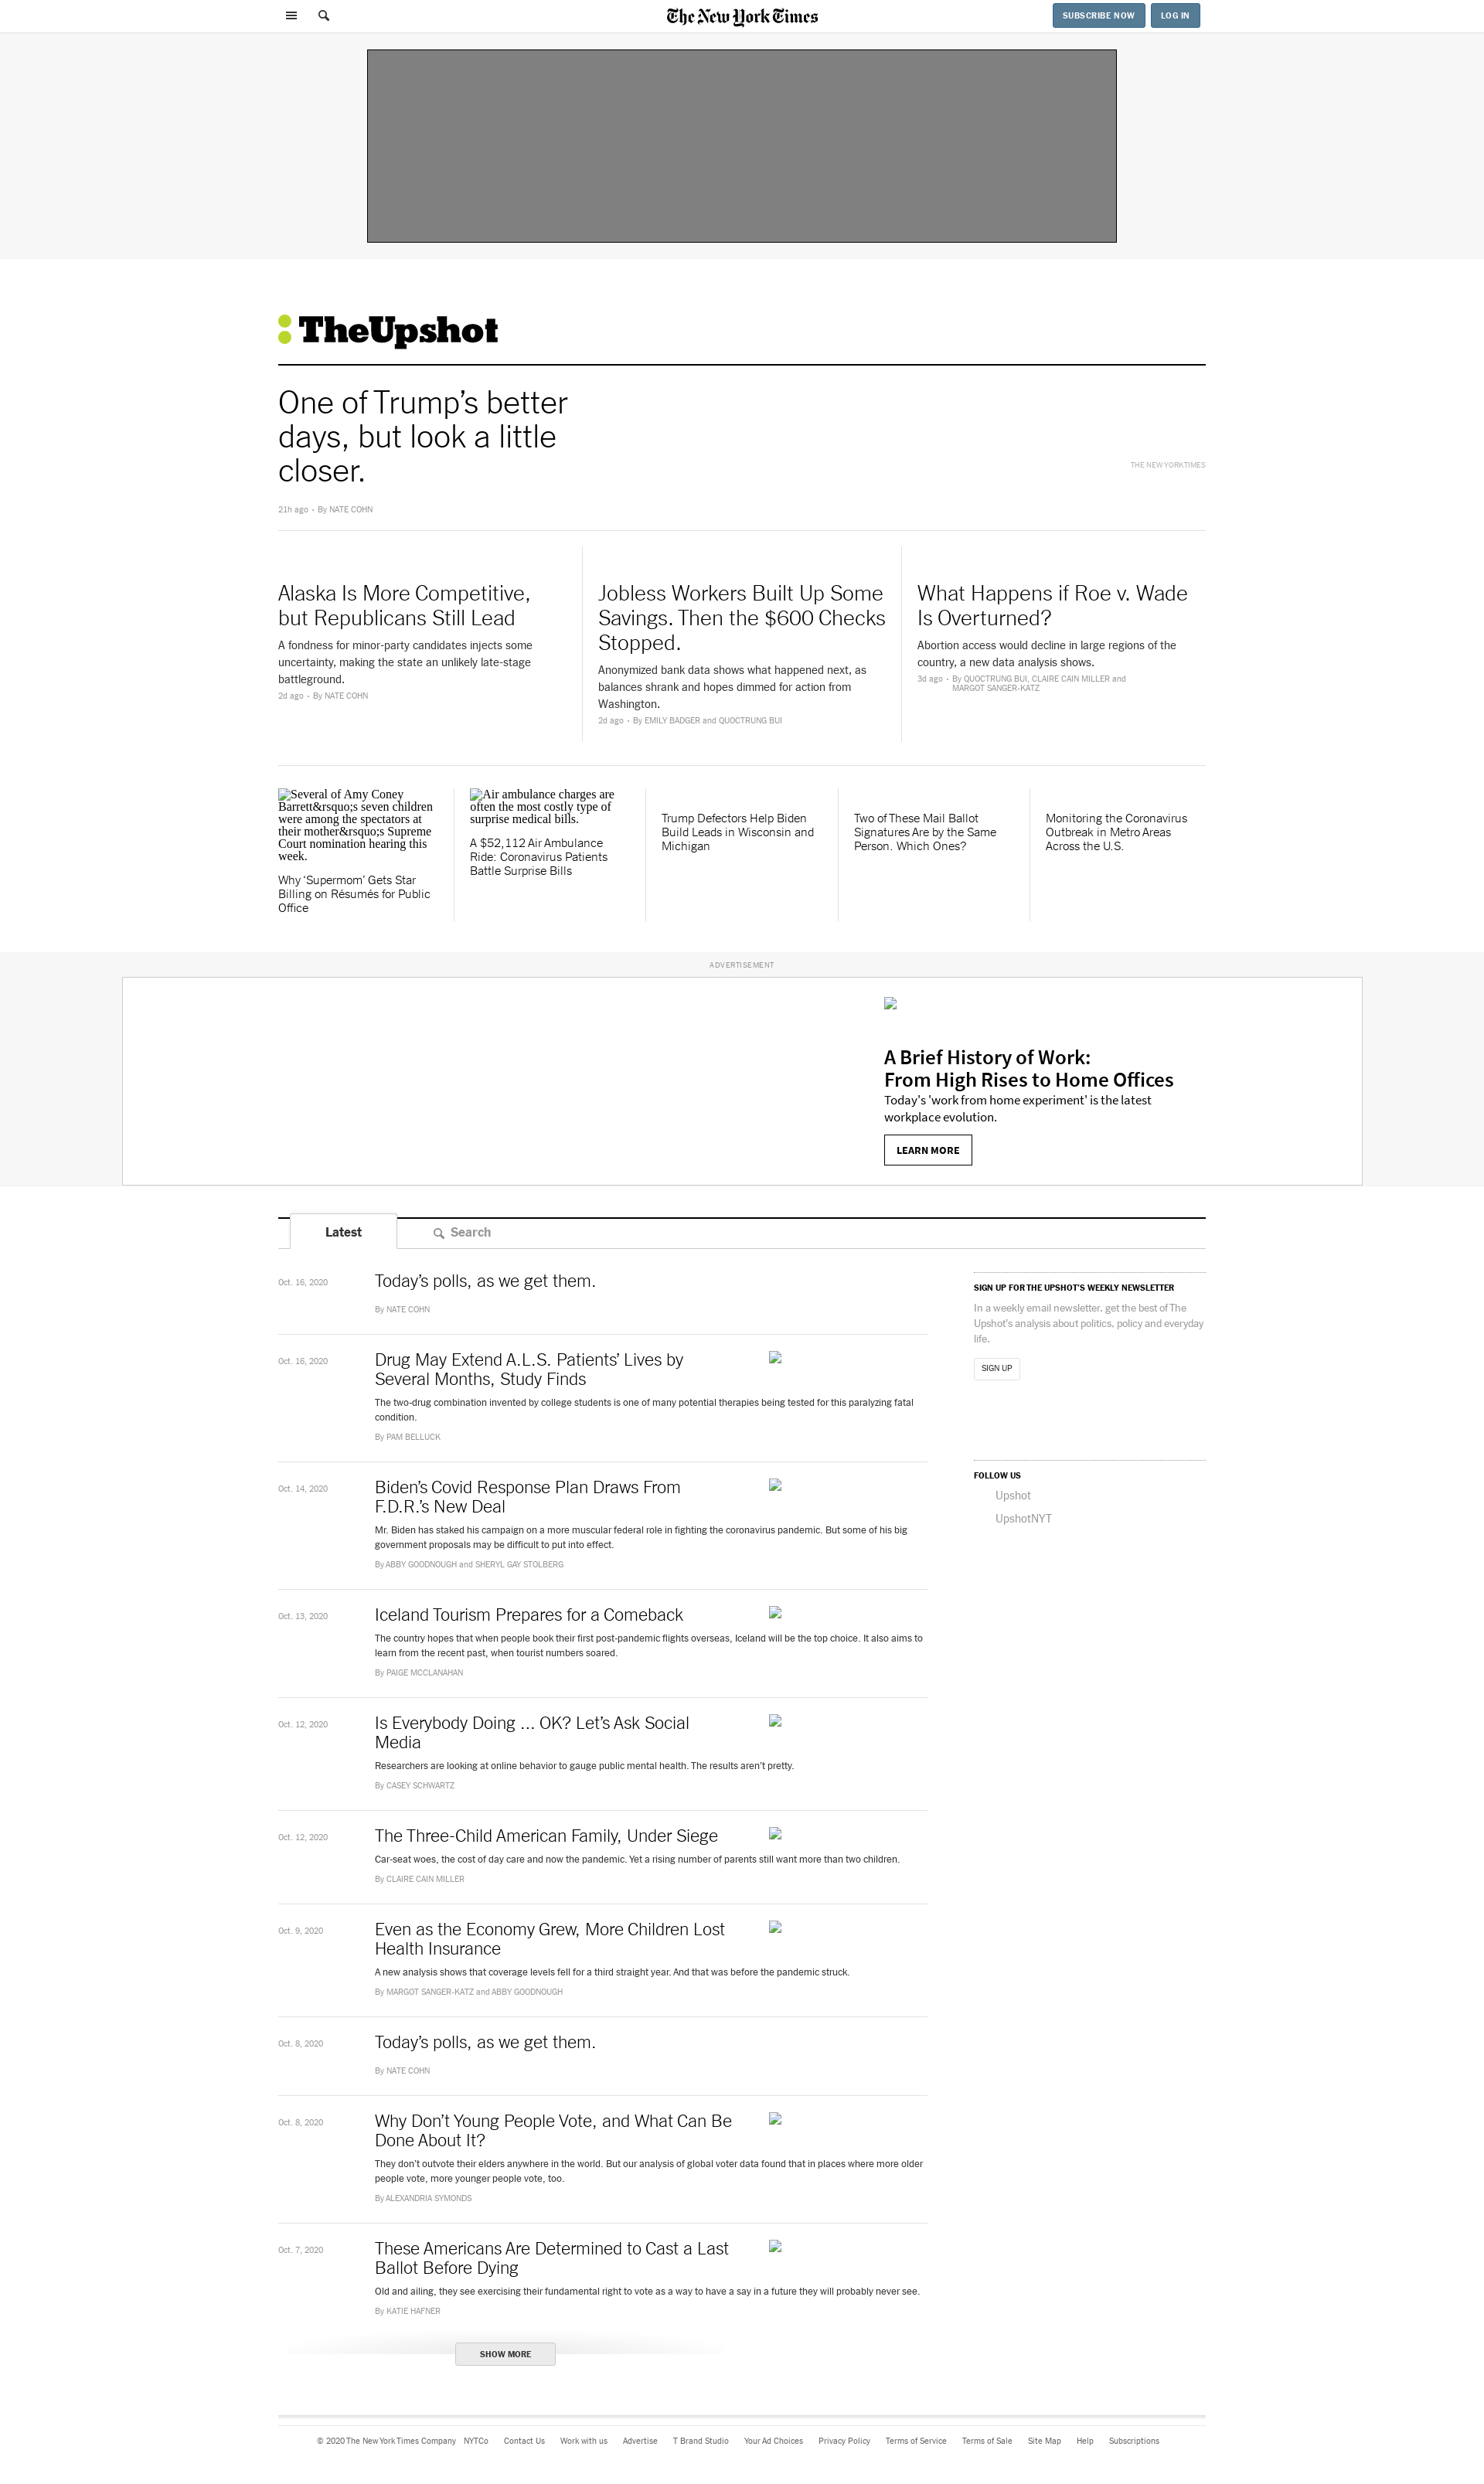 The New York Times
SUBSCRIBE NOW
LOG IN
TheUpshot
One of Trump’s better
days, but look a little
closer.
THE NEW YORK TIMES
21h ago • By NATE COHN
Alaska Is More Competitive,
but Republicans Still Lead
A fondness for minor-party candidates injects some
uncertainty, making the state an unlikely late-stage
battleground.
2d ago • By NATE COHN
Jobless Workers Built Up Some
Savings. Then the $600 Checks
Stopped.
Anonymized bank data shows what happened next, as
balances shrank and hopes dimmed for action from
Washington.
2d ago • By EMILY BADGER and QUOCTRUNG BUI
What Happens if Roe v. Wade
Is Overturned?
Abortion access would decline in large regions of the
country, a new data analysis shows.
3d ago • By QUOCTRUNG BUI, CLAIRE CAIN MILLER and
MARGOT SANGER-KATZ
Several of Amy Coney
Barrett&rsquo;s seven children
were among the spectators at
their mother&rsquo;s Supreme
Court nomination hearing this
week.
Why ‘Supermom’ Gets Star
Billing on Résumés for Public
Office
Air ambulance charges are
often the most costly type of
surprise medical bills.
A $52,112 Air Ambulance
Ride: Coronavirus Patients
Battle Surprise Bills
Trump Defectors Help Biden
Build Leads in Wisconsin and
Michigan
Two of These Mail Ballot
Signatures Are by the Same
Person. Which Ones?
Monitoring the Coronavirus
Outbreak in Metro Areas
Across the U.S.
ADVERTISEMENT
A Brief History of Work:
From High Rises to Home Offices
Today's 'work from home experiment' is the latest
workplace evolution.
LEARN MORE
Latest
Search
Oct. 16, 2020
Today’s polls, as we get them.
By NATE COHN
Oct. 16, 2020
Drug May Extend A.L.S. Patients’ Lives by
Several Months, Study Finds
The two-drug combination invented by college students is one of many potential therapies being tested for this paralyzing fatal
condition.
By PAM BELLUCK
Oct. 14, 2020
Biden’s Covid Response Plan Draws From
F.D.R.’s New Deal
Mr. Biden has staked his campaign on a more muscular federal role in fighting the coronavirus pandemic. But some of his big
government proposals may be difficult to put into effect.
By ABBY GOODNOUGH and SHERYL GAY STOLBERG
Oct. 13, 2020
Iceland Tourism Prepares for a Comeback
The country hopes that when people book their first post-pandemic flights overseas, Iceland will be the top choice. It also aims to
learn from the recent past, when tourist numbers soared.
By PAIGE MCCLANAHAN
Oct. 12, 2020
Is Everybody Doing ... OK? Let’s Ask Social
Media
Researchers are looking at online behavior to gauge public mental health. The results aren’t pretty.
By CASEY SCHWARTZ
Oct. 12, 2020
The Three-Child American Family, Under Siege
Car-seat woes, the cost of day care and now the pandemic. Yet a rising number of parents still want more than two children.
By CLAIRE CAIN MILLER
Oct. 9, 2020
Even as the Economy Grew, More Children Lost
Health Insurance
A new analysis shows that coverage levels fell for a third straight year. And that was before the pandemic struck.
By MARGOT SANGER-KATZ and ABBY GOODNOUGH
Oct. 8, 2020
Today’s polls, as we get them.
By NATE COHN
Oct. 8, 2020
Why Don’t Young People Vote, and What Can Be
Done About It?
They don’t outvote their elders anywhere in the world. But our analysis of global voter data found that in places where more older
people vote, more younger people vote, too.
By ALEXANDRIA SYMONDS
Oct. 7, 2020
These Americans Are Determined to Cast a Last
Ballot Before Dying
Old and ailing, they see exercising their fundamental right to vote as a way to have a say in a future they will probably never see.
By KATIE HAFNER
SHOW MORE
SIGN UP FOR THE UPSHOT’S WEEKLY NEWSLETTER
In a weekly email newsletter, get the best of The
Upshot's analysis about politics, policy and everyday
life.
SIGN UP
FOLLOW US
Upshot
UpshotNYT
© 2020 The New York Times Company NYTCo Contact Us Work with us Advertise T Brand Studio Your Ad Choices Privacy Policy Terms of Service Terms of Sale Site Map Help Subscriptions